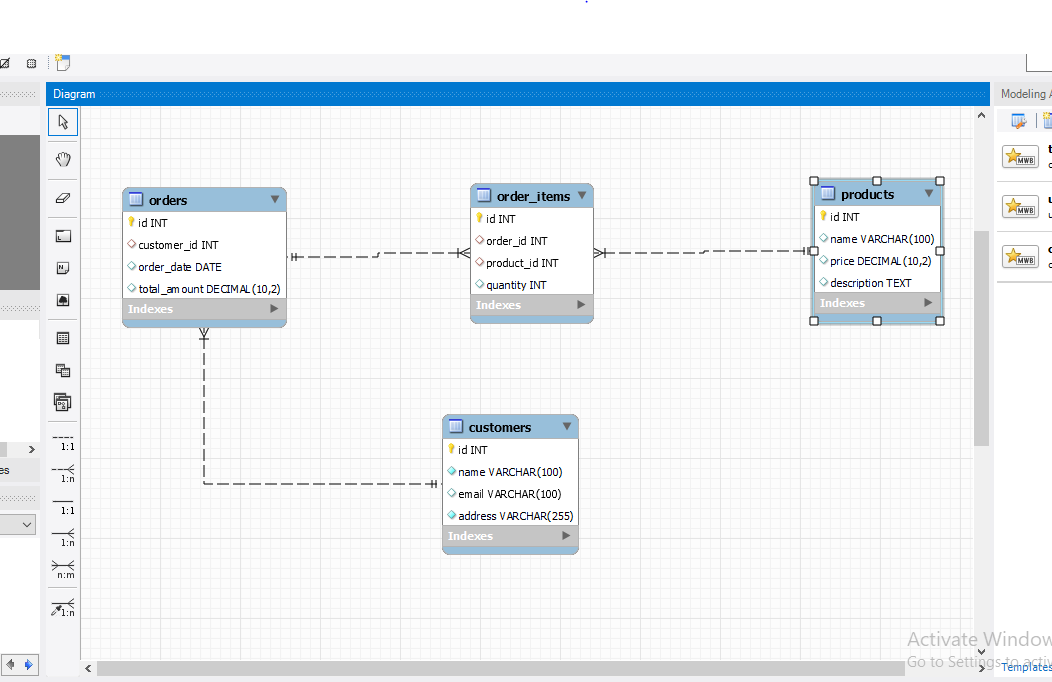 Diagram
Modeling A
orders
id INT
customer_id INT
order_date DATE
total_amount DECIMAL(10,2)
Indexes
order_items
id INT
order_id INT
product_id INT
quantity INT
Indexes
products
id INT
name VARCHAR(100)
price DECIMAL(10,2)
description TEXT
Indexes
customers
id INT
name VARCHAR(100)
email VARCHAR(100)
address VARCHAR(255)
Indexes
1:1
1:n
1:1
1:n
n:m
1:n
MWB
MWB
MWB
es
Activate Window
Go to Settings to activ
Templates